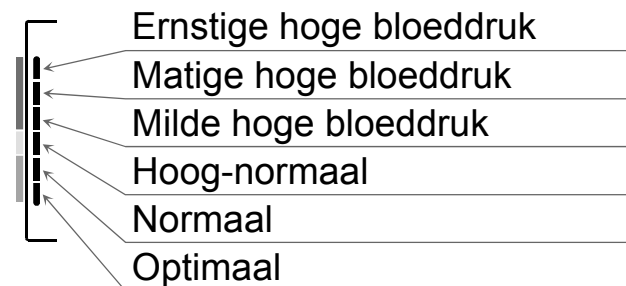 Ernstige hoge bloeddruk
Matige hoge bloeddruk
Milde hoge bloeddruk
Hoog-normaal
Normaal
Optimaal